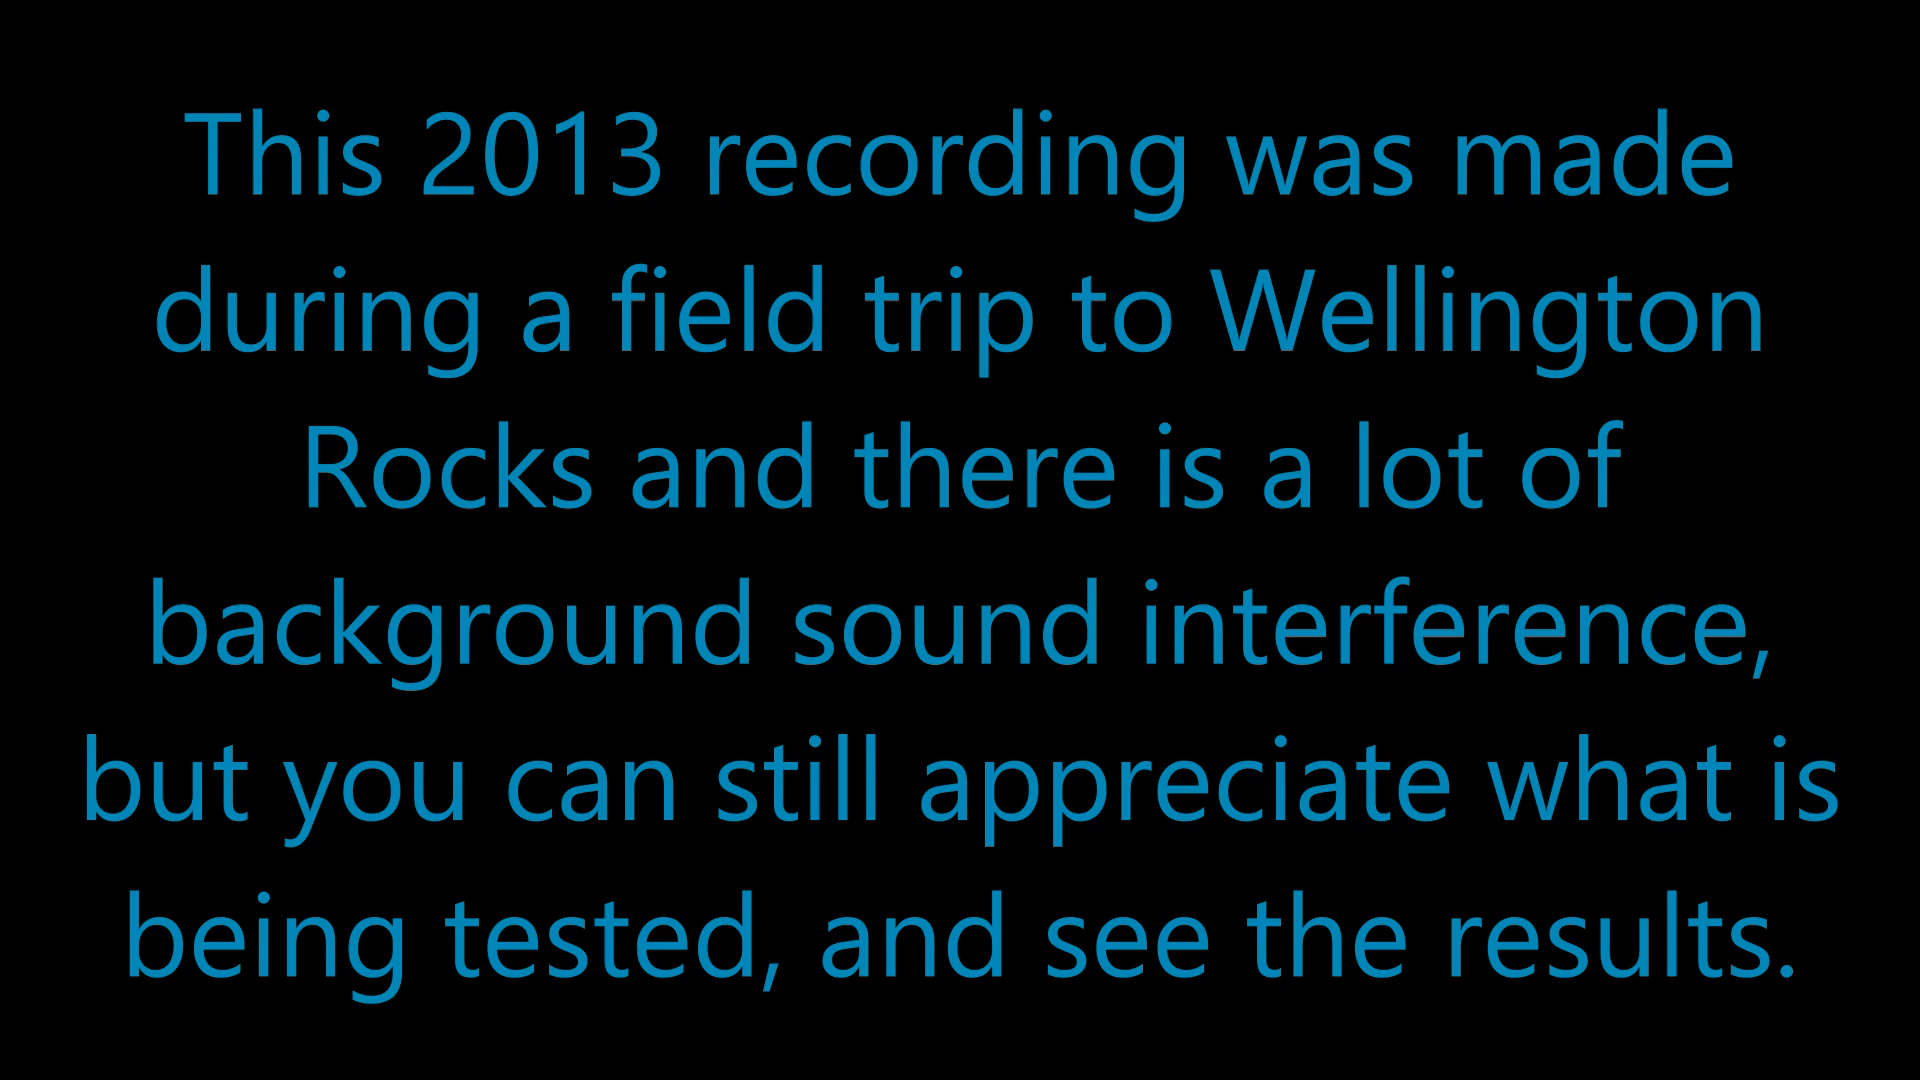 This 2013 recording was made
during a field trip to Wellington
Rocks and there is a lot of
background sound interference,
but you can still appreciate what is
being tested, and see the results.